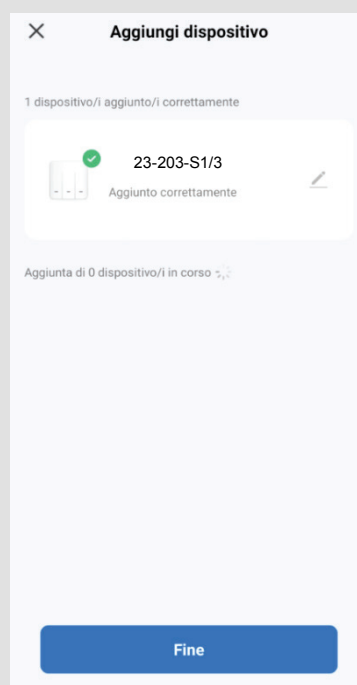 Aggiungi dispositivo
1 dispositivo/i aggiunto/i correttamente
23-203-S1/3
Aggiunto correttamente
Aggiunta di 0 dispositivo/i in corso
Fine